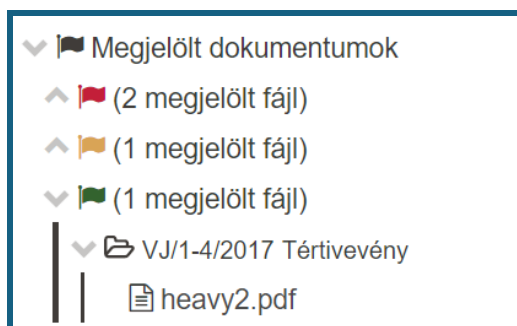 Megjelölt dokumentumok
(2 megjelölt fájl)
(1 megjelölt fájl)
(1 megjelölt fájl)
VJ/1-4/2017 Tértivevény
heavy2.pdf